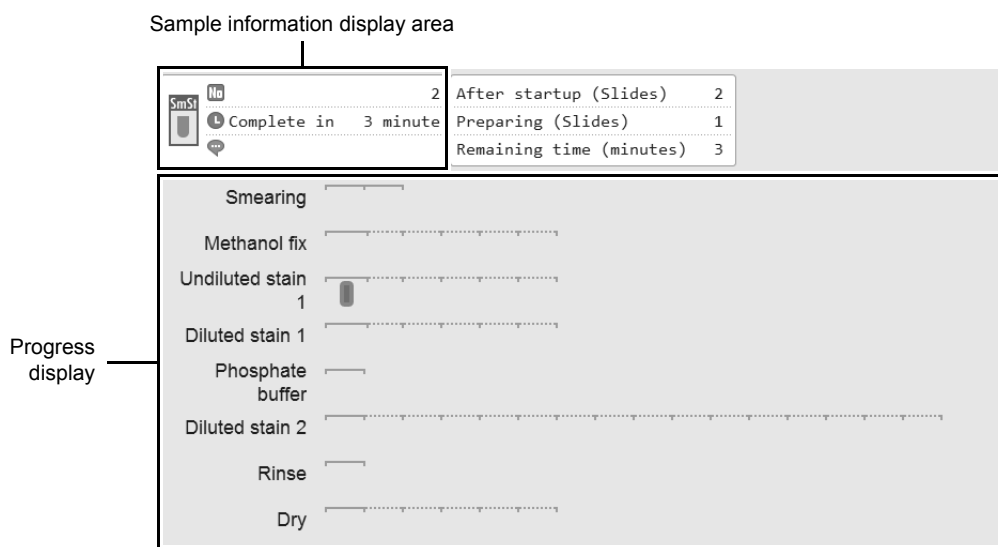 Sample information display area
SmSt
No 2
Complete in 3 minute
After startup (Slides) 2
Preparing (Slides) 1
Remaining time (minutes) 3
Smearing
Methanol fix
Undiluted stain
1
Diluted stain 1
Phosphate
buffer
Diluted stain 2
Rinse
Dry
Progress
display